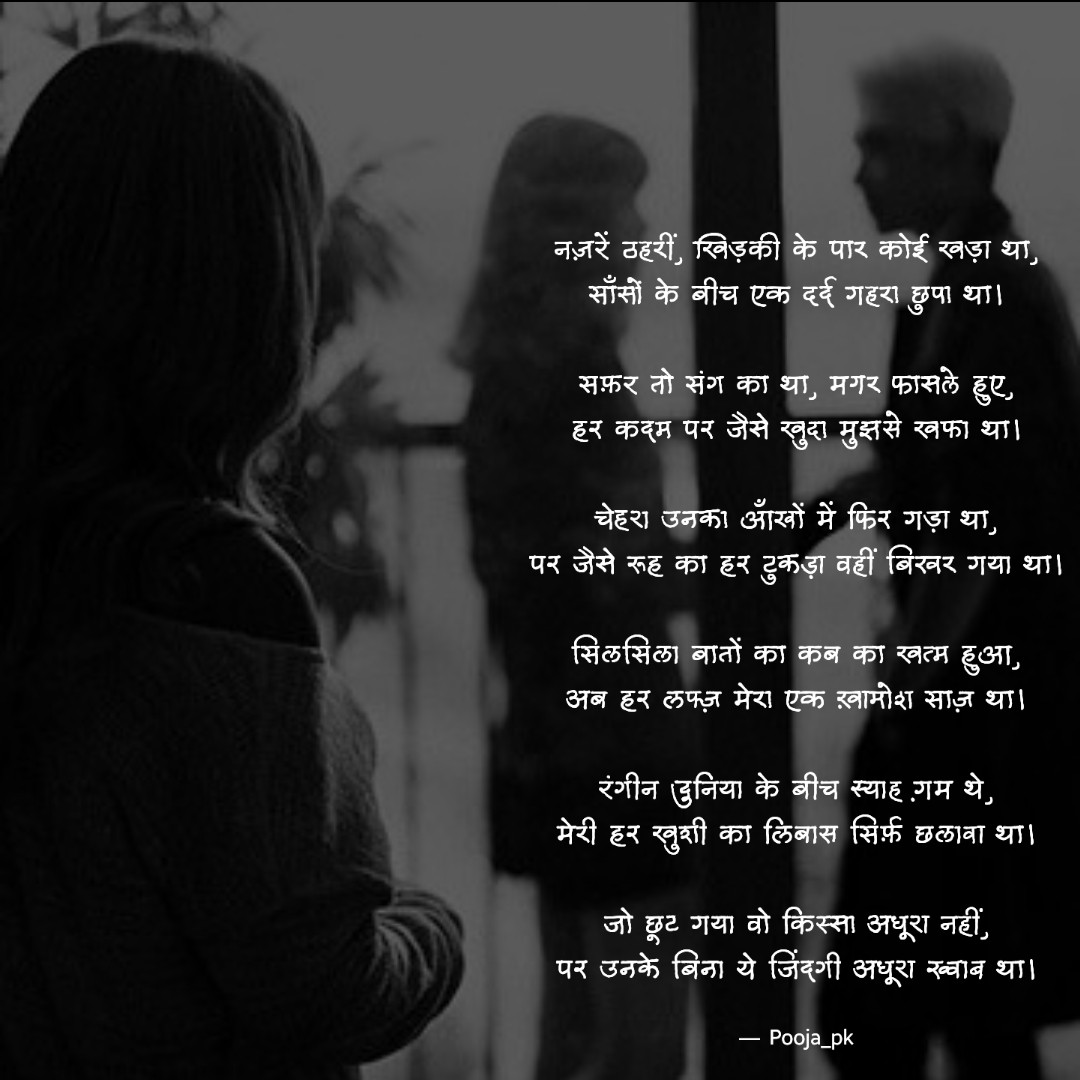 नज़रें ठहरीं, खिड़की के पार कोई खड़ा था,
साँसों के बीच एक दर्द गहरा छुपा था।
सफ़र तो संग का था, मगर फासले हुए,
हर कदम पर जैसे खुदा मुझसे खफा था।
चेहरा उनका आँखों में फिर गड़ा था,
पर जैसे रूह का हर टुकड़ा वहीं बिखर गया था।
सिलसिला बातों का कब का खत्म हुआ,
अब हर लफ्ज़ मेरा एक ख़ामोश साज़ था।
रंगीन दुनिया के बीच स्याह ग़म थे,
मेरी हर खुशी का लिबास सिर्फ़ छलावा था।
जो छूट गया वो किस्सा अधूरा नहीं,
पर उनके बिना ये जिंदगी अधूरा ख्वाब था।
— Pooja_pk